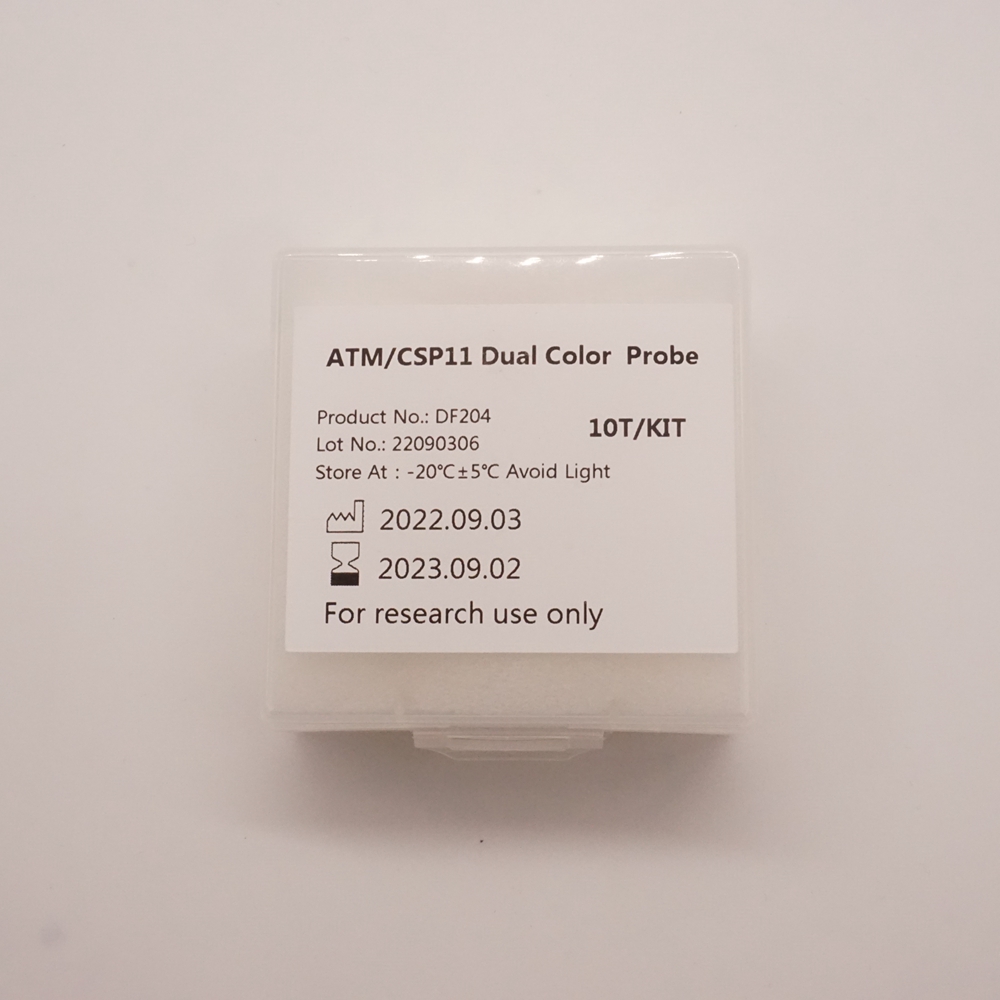 ATM/CSP11 Dual Color Probe
Product No.: DF204
10T/KIT
Lot No.: 22090306
Store At : -20℃±5℃ Avoid Light
2022.09.03
2023.09.02
For research use only